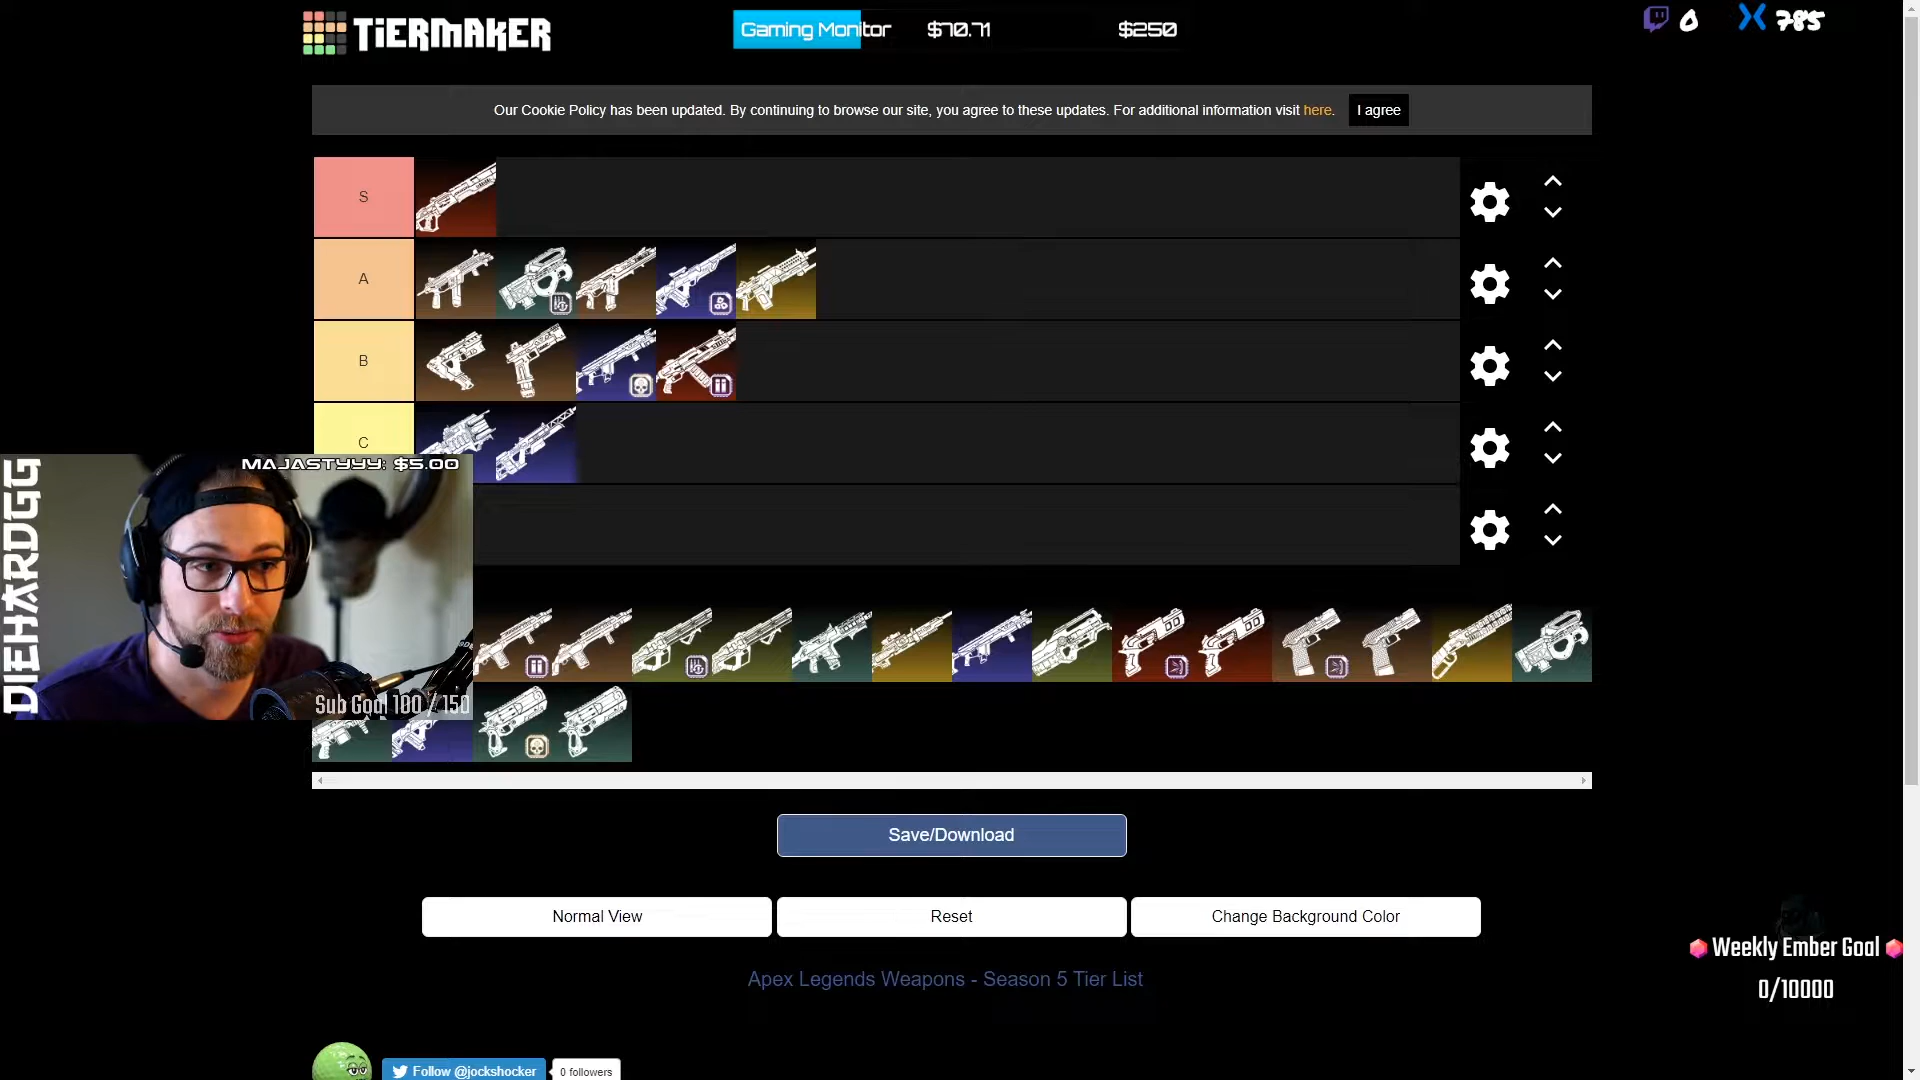 TIERMAKER
Gaming Monitor $70.71 $250
0 785
Our Cookie Policy has been updated. By continuing to browse our site, you agree to these updates. For additional information visit here. I agree
S
A
B
C
MAJASTYYY: $5.00
DIEHARDGG
Sub Goal 100 / 150
Save/Download
Normal View Reset Change Background Color
Weekly Ember Goal
0/10000
Apex Legends Weapons - Season 5 Tier List
Follow @jockshocker 0 followers